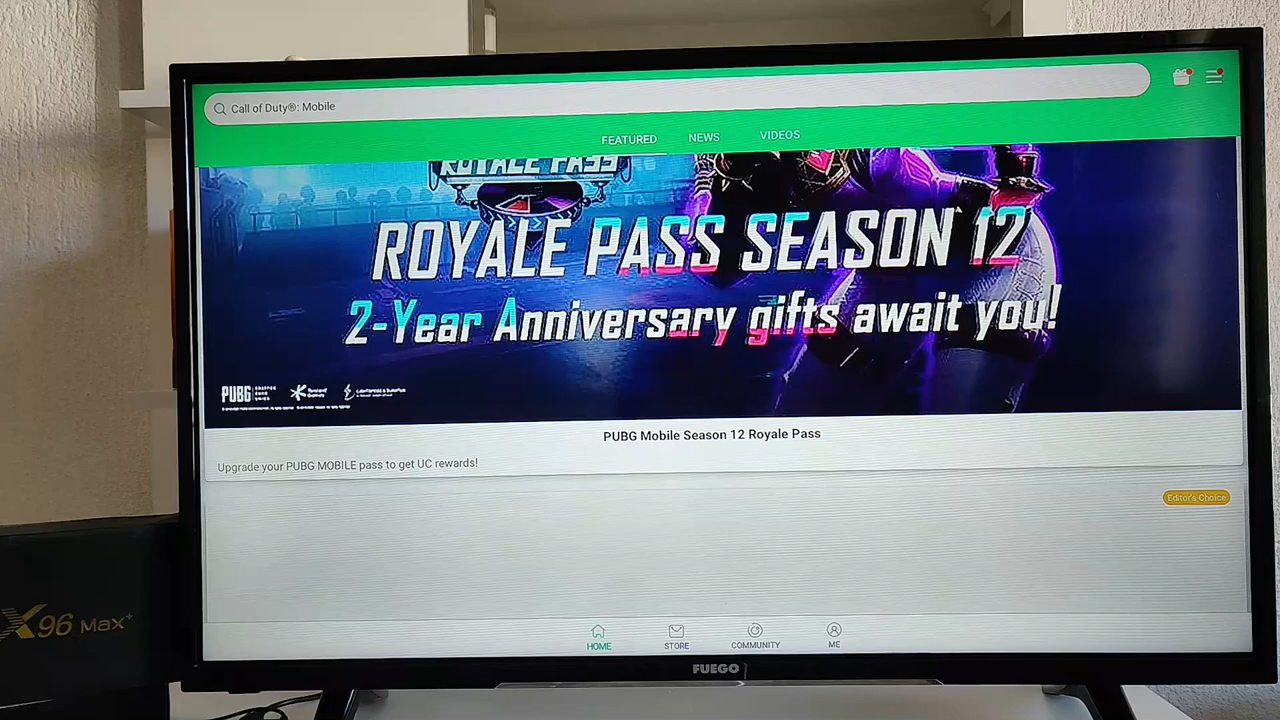 Call of Duty®: Mobile
FEATURED NEWS VIDEOS
ROYALE PASS
ROYALE PASS SEASON 12
2-Year Anniversary gifts await you!
PUBG
Tencent Games
PUBG Mobile Season 12 Royale Pass
Upgrade your PUBG MOBILE pass to get UC rewards!
Editor's Choice
X96 Max+
HOME STORE COMMUNITY ME
FUEGO